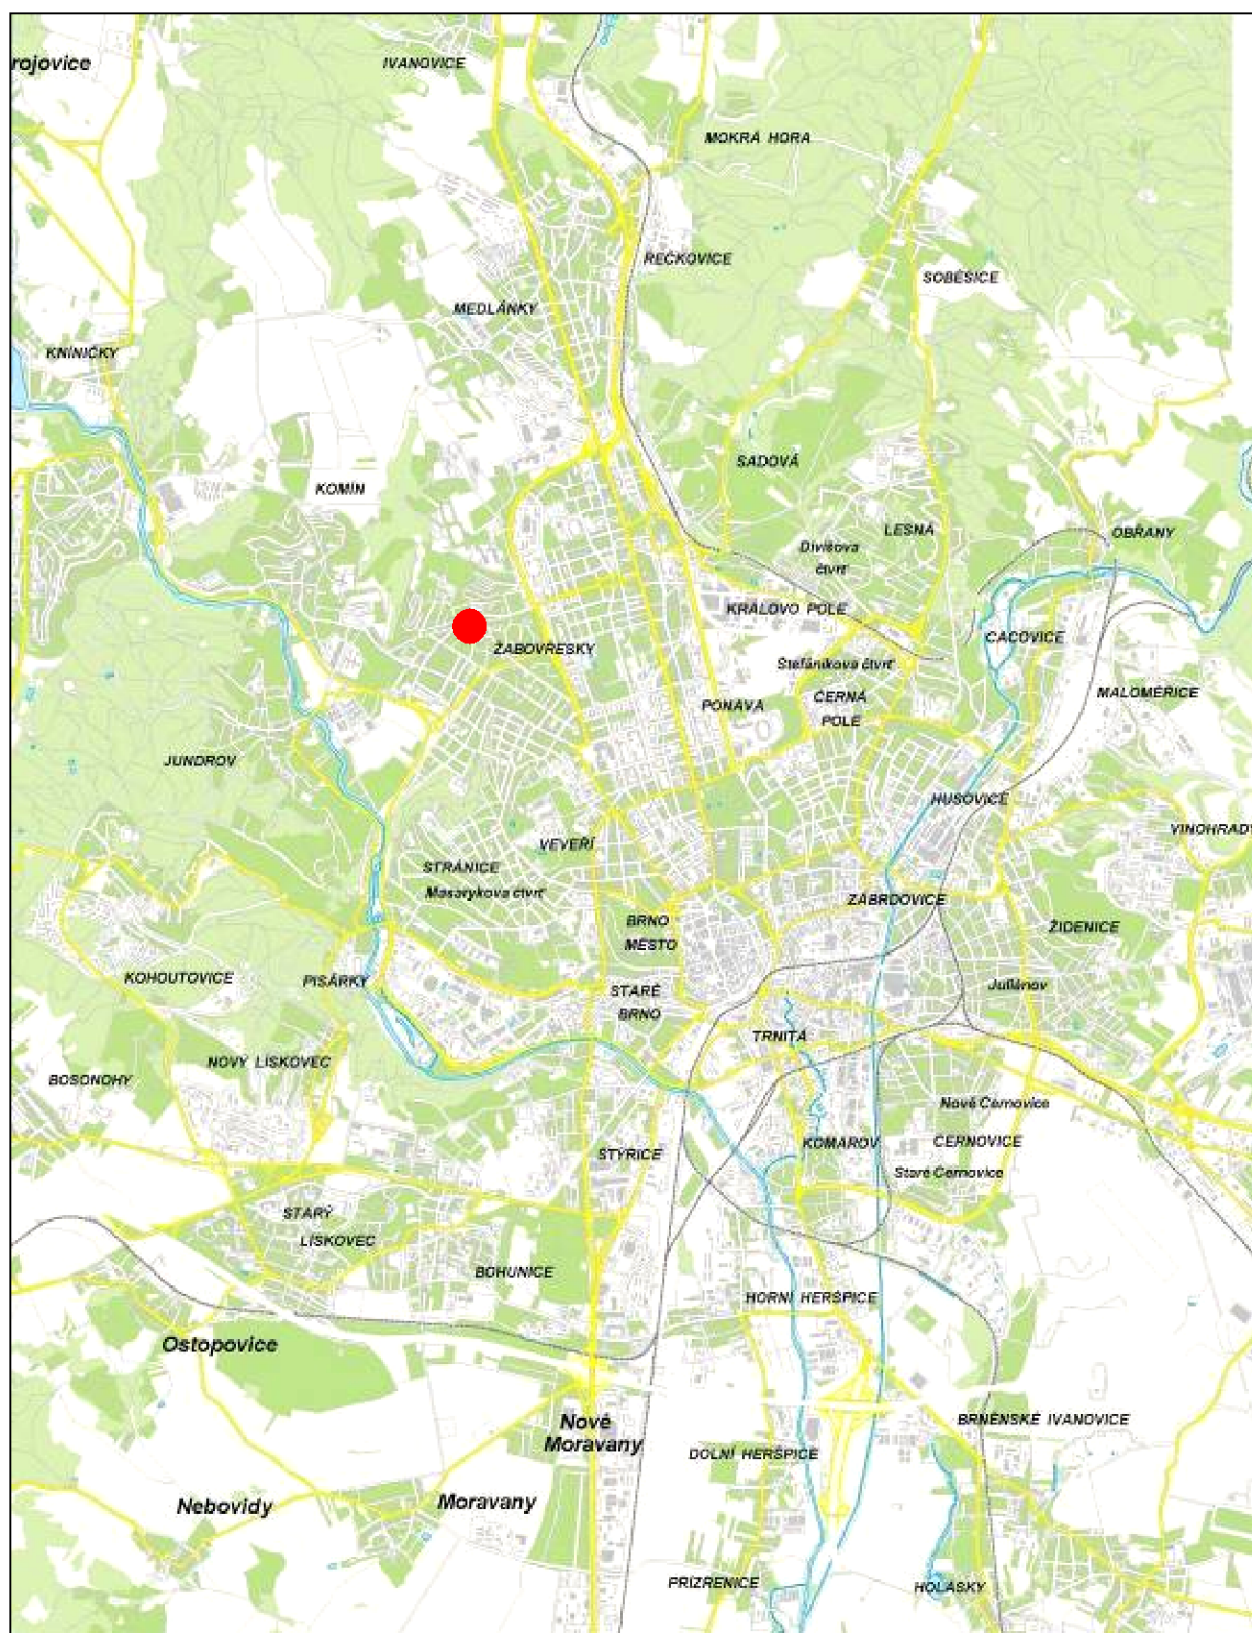 rojovice
IVANOVICE
MOKRÁ HORA
ŘEČKOVICE
SOBĚŠICE
MEDLÁNKY
KNÍNIČKY
SADOVÁ
KOMÍN
LESNÁ
OBŘANY
Divišova
čtvrť
KRÁLOVO POLE
CACOVICE
ŽABOVŘESKY
Štefánikova čtvrť
MALOMĚŘICE
ČERNÁ
POLE
PONAVA
JUNDROV
HUSOVICE
VINOHRADY
VEVEŘÍ
STRÁNICE
Masarykova čtvrť
ZÁBRDOVICE
BRNO
MĚSTO
ŽIDENICE
KOHOUTOVICE
PISÁRKY
STARÉ
BRNO
Juliánov
TRNITÁ
NOVÝ LÍSKOVEC
BOSONOHY
Nové Černovice
KOMÁROV
ČERNOVICE
ŠTÝŘICE
Staré Černovice
STARÝ
LÍSKOVEC
BOHUNICE
HORNÍ HERŠPICE
Ostopovice
Nové
Moravany
BRNĚNSKÉ IVANOVICE
DOLNÍ HERŠPICE
Nebovidy
Moravany
PŘÍZŘENICE
HOLÁSKY